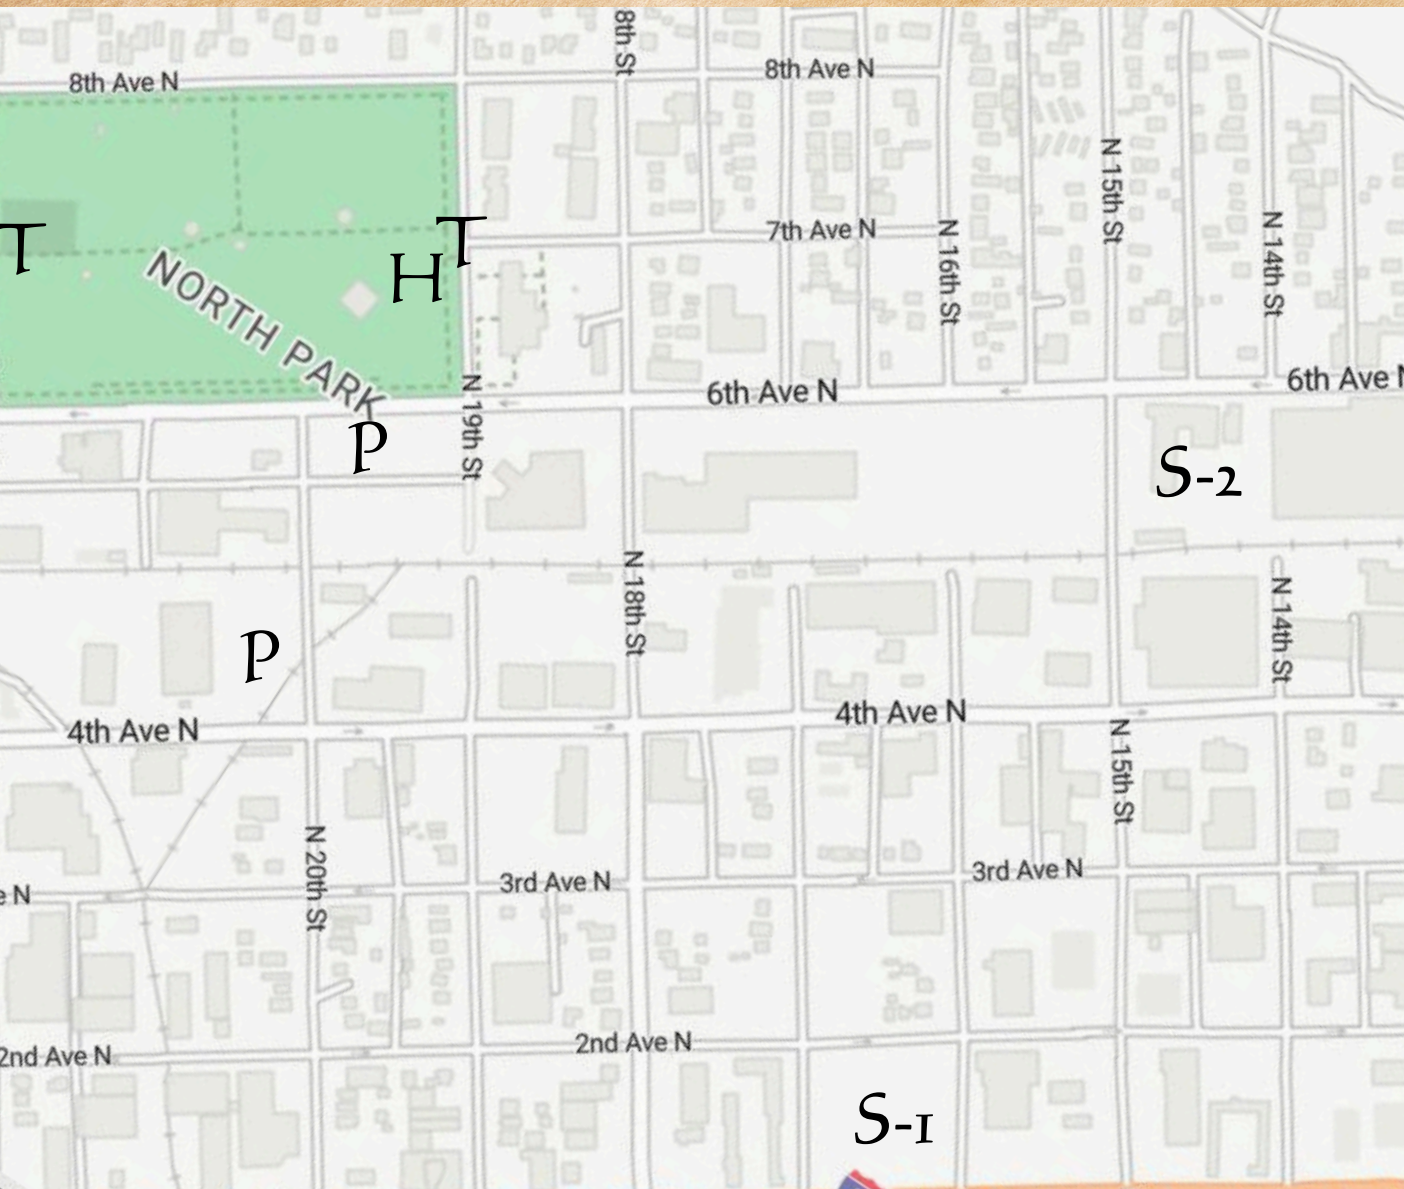 8th St
8th Ave N
8th Ave N
N 15th St
N 14th St
7th Ave N
N 16th St
T
T
H
NORTH PARK
6th Ave N
6th Ave N
N 19th St
P
S-2
N 18th St
N 14th St
P
4th Ave N
4th Ave N
N 15th St
N 20th St
3rd Ave N
3rd Ave N
e N
2nd Ave N
2nd Ave N
S-1